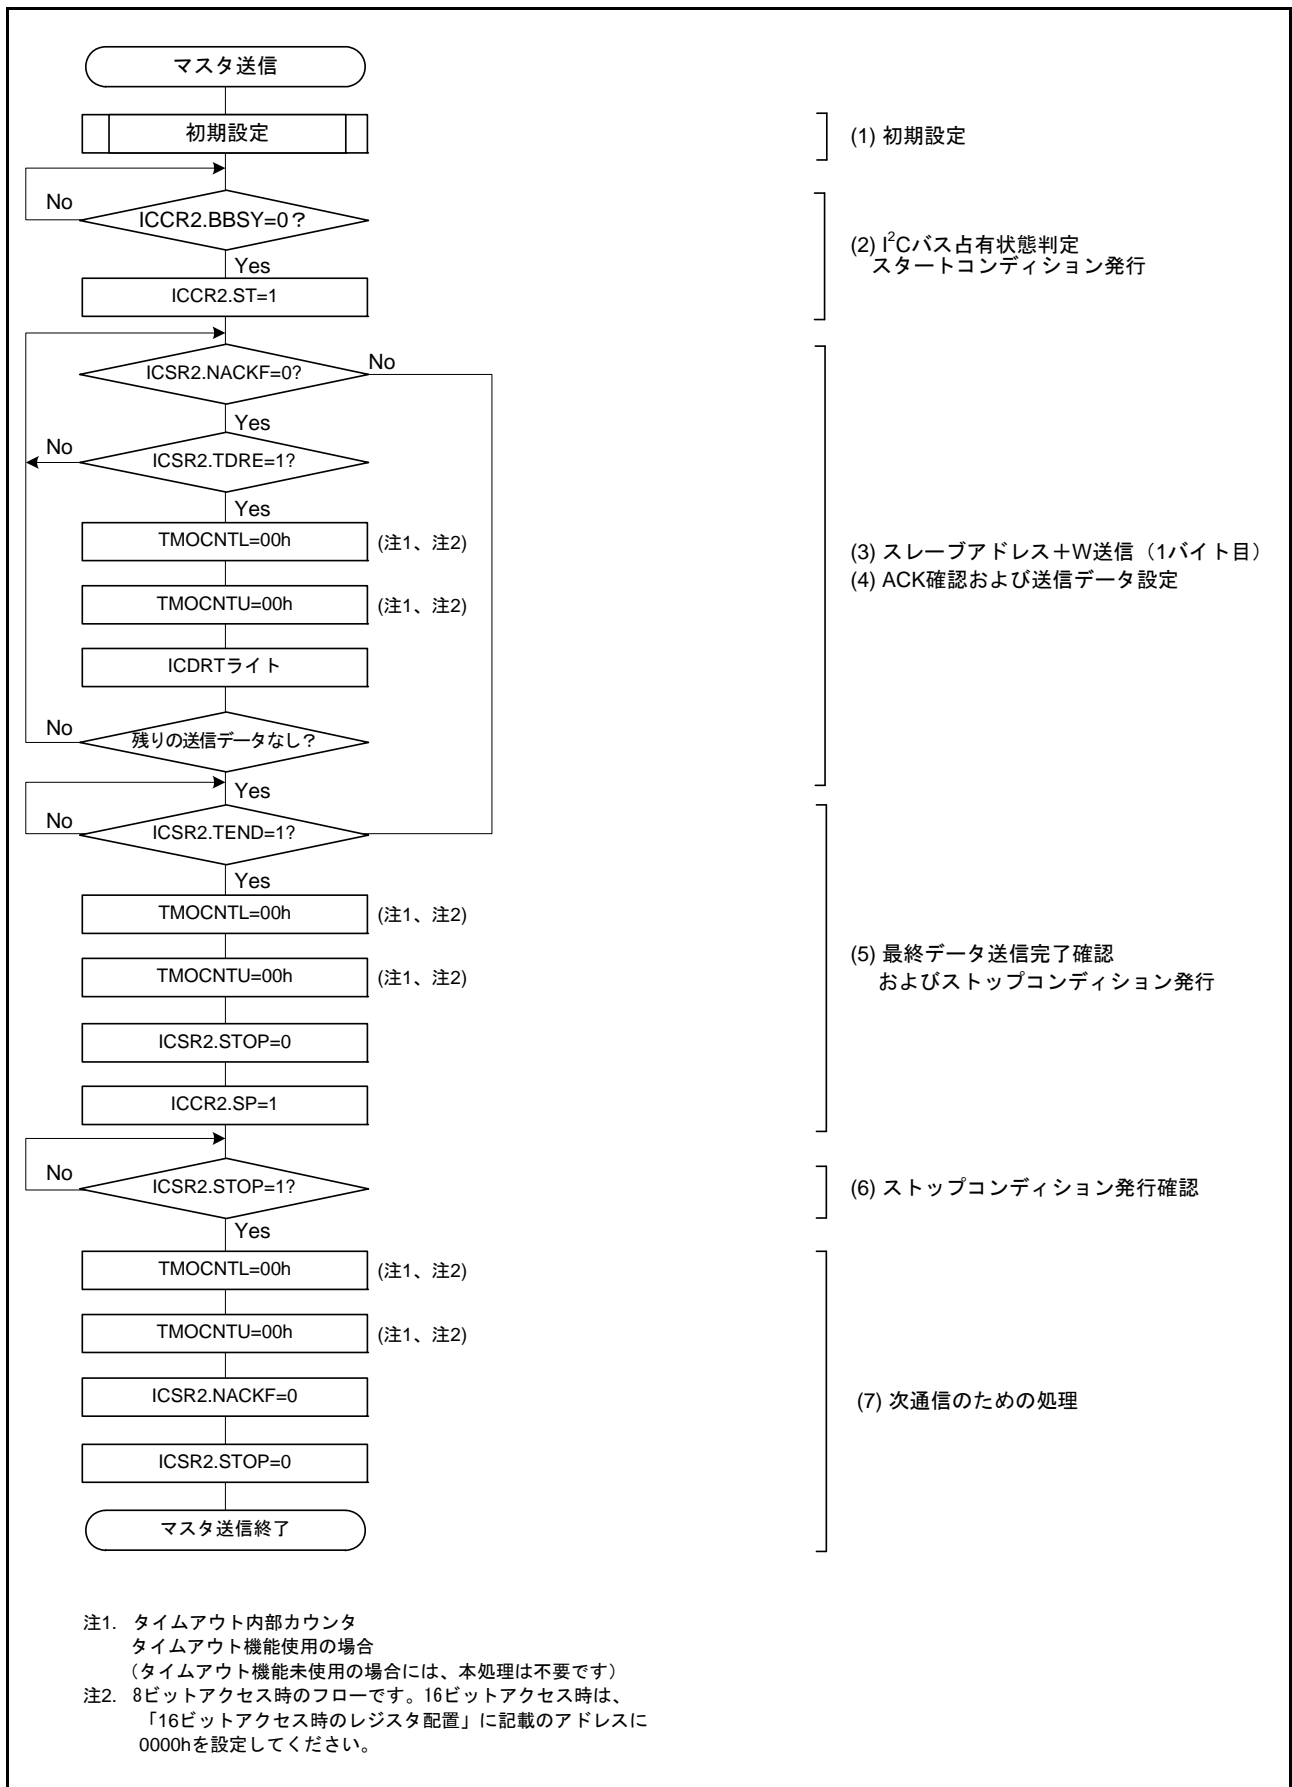 マスタ送信
初期設定
(1) 初期設定
No
ICCR2.BBSY=0？
Yes
(2) I²Cバス占有状態判定
スタートコンディション発行
ICCR2.ST=1
ICSR2.NACKF=0?
No
Yes
No
ICSR2.TDRE=1?
Yes
TMOCNTL=00h
(注1、注2)
TMOCNTU=00h
(注1、注2)
(3) スレーブアドレス＋W送信（1バイト目）
(4) ACK確認および送信データ設定
ICDRTライト
No
残りの送信データなし？
Yes
No
ICSR2.TEND=1?
Yes
TMOCNTL=00h
(注1、注2)
TMOCNTU=00h
(注1、注2)
(5) 最終データ送信完了確認
およびストップコンディション発行
ICSR2.STOP=0
ICCR2.SP=1
No
ICSR2.STOP=1?
Yes
(6) ストップコンディション発行確認
TMOCNTL=00h
(注1、注2)
TMOCNTU=00h
(注1、注2)
ICSR2.NACKF=0
(7) 次通信のための処理
ICSR2.STOP=0
マスタ送信終了
注1. タイムアウト内部カウンタ
タイムアウト機能使用の場合
（タイムアウト機能未使用の場合には、本処理は不要です）
注2. 8ビットアクセス時のフローです。16ビットアクセス時は、
「16ビットアクセス時のレジスタ配置」に記載のアドレスに
0000hを設定してください。